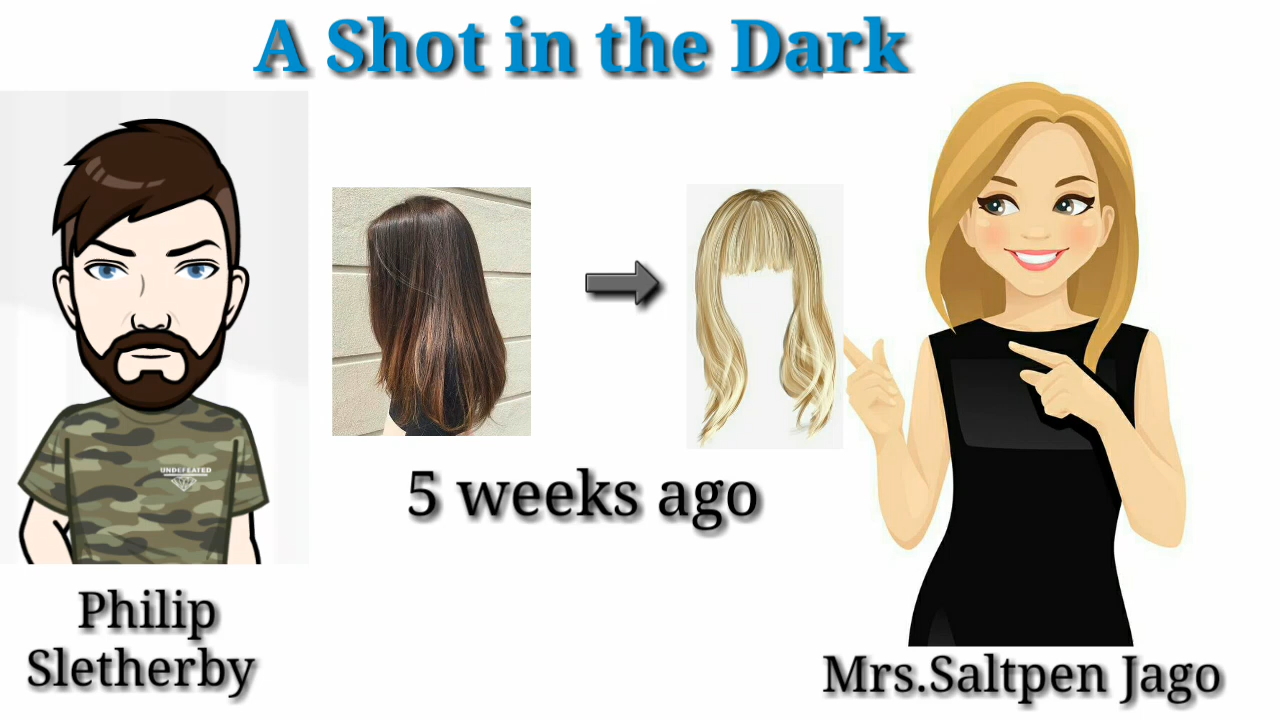 A Shot in the Dark
UNDEFEATED
5 weeks ago
Philip
Sletherby
Mrs.Saltpen Jago